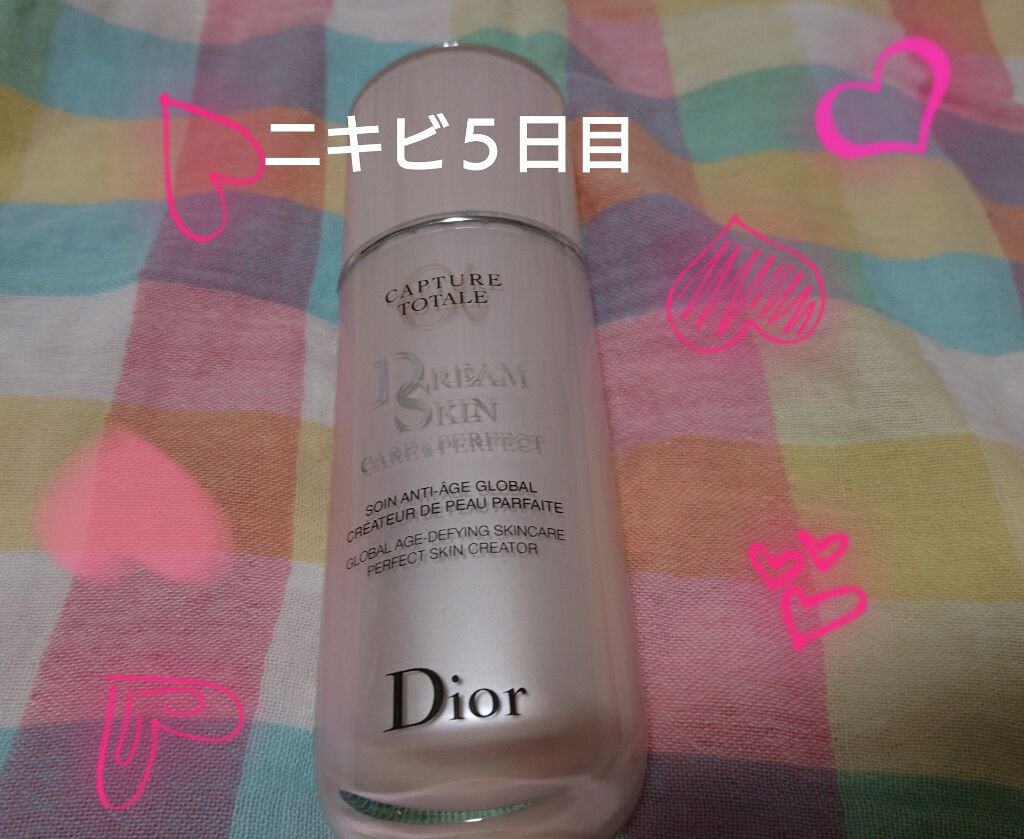 ニキビ５日目
CAPTURE
TOTALE
DREAM
SKIN
CARE & PERFECT
SOIN ANTI-ÂGE GLOBAL
CRÉATEUR DE PEAU PARFAITE
GLOBAL AGE-DEFYING SKINCARE
PERFECT SKIN CREATOR
Dior